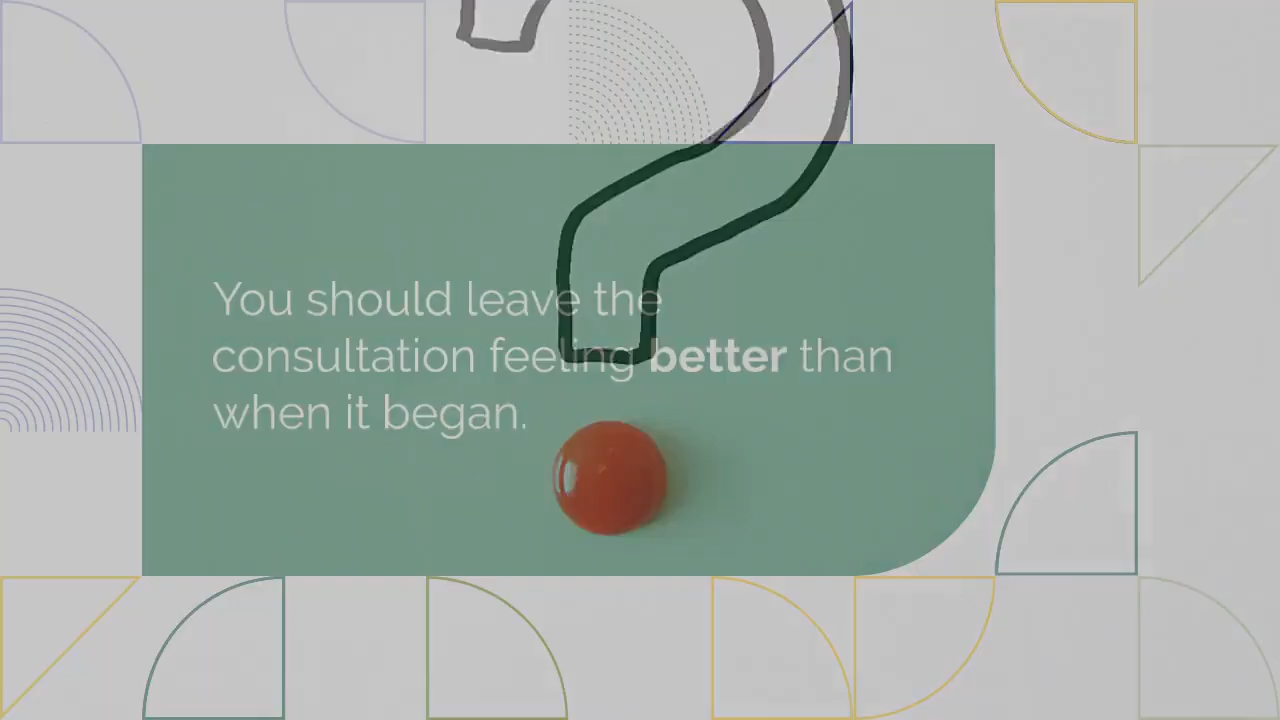 You should leave the
consultation feeling better than
when it began.